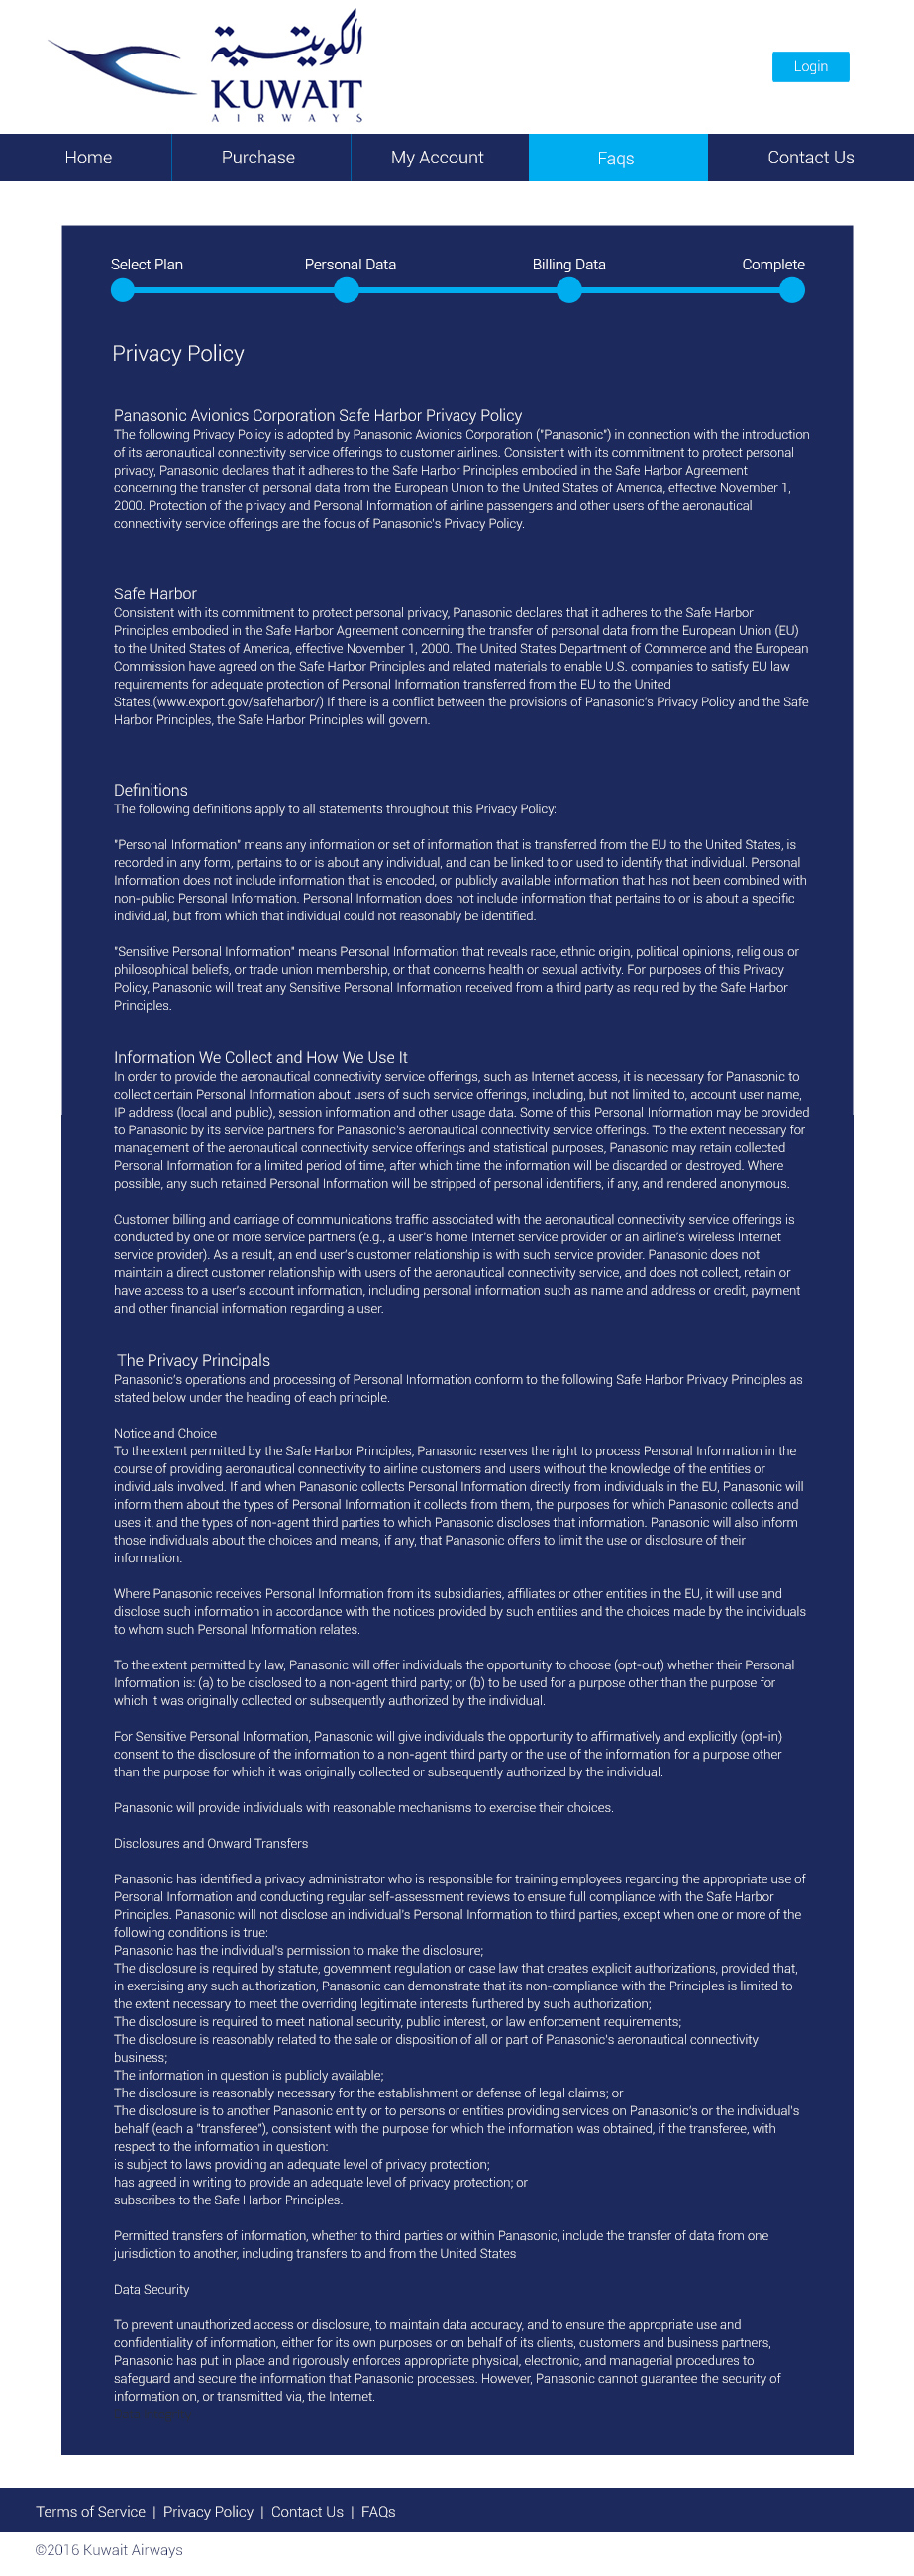 الكويتية
KUWAIT
AIRWAYS
Login
Home
Purchase
My Account
Faqs
Contact Us
Select Plan
Personal Data
Billing Data
Complete
Privacy Policy
Panasonic Avionics Corporation Safe Harbor Privacy Policy
The following Privacy Policy is adopted by Panasonic Avionics Corporation ("Panasonic") in connection with the introduction
of its aeronautical connectivity service offerings to customer airlines. Consistent with its commitment to protect personal
privacy, Panasonic declares that it adheres to the Safe Harbor Principles embodied in the Safe Harbor Agreement
concerning the transfer of personal data from the European Union to the United States of America, effective November 1,
2000. Protection of the privacy and Personal Information of airline passengers and other users of the aeronautical
connectivity service offerings are the focus of Panasonic's Privacy Policy.
Safe Harbor
Consistent with its commitment to protect personal privacy, Panasonic declares that it adheres to the Safe Harbor
Principles embodied in the Safe Harbor Agreement concerning the transfer of personal data from the European Union (EU)
to the United States of America, effective November 1, 2000. The United States Department of Commerce and the European
Commission have agreed on the Safe Harbor Principles and related materials to enable U.S. companies to satisfy EU law
requirements for adequate protection of Personal Information transferred from the EU to the United
States.(www.export.gov/safeharbor/) If there is a conflict between the provisions of Panasonic's Privacy Policy and the Safe
Harbor Principles, the Safe Harbor Principles will govern.
Definitions
The following definitions apply to all statements throughout this Privacy Policy:
"Personal Information" means any information or set of information that is transferred from the EU to the United States, is
recorded in any form, pertains to or is about any individual, and can be linked to or used to identify that individual. Personal
Information does not include information that is encoded, or publicly available information that has not been combined with
non-public Personal Information. Personal Information does not include information that pertains to or is about a specific
individual, but from which that individual could not reasonably be identified.
"Sensitive Personal Information" means Personal Information that reveals race, ethnic origin, political opinions, religious or
philosophical beliefs, or trade union membership, or that concerns health or sexual activity. For purposes of this Privacy
Policy, Panasonic will treat any Sensitive Personal Information received from a third party as required by the Safe Harbor
Principles.
Information We Collect and How We Use It
In order to provide the aeronautical connectivity service offerings, such as Internet access, it is necessary for Panasonic to
collect certain Personal Information about users of such service offerings, including, but not limited to, account user name,
IP address (local and public), session information and other usage data. Some of this Personal Information may be provided
to Panasonic by its service partners for Panasonic's aeronautical connectivity service offerings. To the extent necessary for
management of the aeronautical connectivity service offerings and statistical purposes, Panasonic may retain collected
Personal Information for a limited period of time, after which time the information will be discarded or destroyed. Where
possible, any such retained Personal Information will be stripped of personal identifiers, if any, and rendered anonymous.
Customer billing and carriage of communications traffic associated with the aeronautical connectivity service offerings is
conducted by one or more service partners (e.g., a user's home Internet service provider or an airline's wireless Internet
service provider). As a result, an end user's customer relationship is with such service provider. Panasonic does not
maintain a direct customer relationship with users of the aeronautical connectivity service, and does not collect, retain or
have access to a user's account information, including personal information such as name and address or credit, payment
and other financial information regarding a user.
The Privacy Principals
Panasonic's operations and processing of Personal Information conform to the following Safe Harbor Privacy Principles as
stated below under the heading of each principle.
Notice and Choice
To the extent permitted by the Safe Harbor Principles, Panasonic reserves the right to process Personal Information in the
course of providing aeronautical connectivity to airline customers and users without the knowledge of the entities or
individuals involved. If and when Panasonic collects Personal Information directly from individuals in the EU, Panasonic will
inform them about the types of Personal Information it collects from them, the purposes for which Panasonic collects and
uses it, and the types of non-agent third parties to which Panasonic discloses that information. Panasonic will also inform
those individuals about the choices and means, if any, that Panasonic offers to limit the use or disclosure of their
information.
Where Panasonic receives Personal Information from its subsidiaries, affiliates or other entities in the EU, it will use and
disclose such information in accordance with the notices provided by such entities and the choices made by the individuals
to whom such Personal Information relates.
To the extent permitted by law, Panasonic will offer individuals the opportunity to choose (opt-out) whether their Personal
Information is: (a) to be disclosed to a non-agent third party; or (b) to be used for a purpose other than the purpose for
which it was originally collected or subsequently authorized by the individual.
For Sensitive Personal Information, Panasonic will give individuals the opportunity to affirmatively and explicitly (opt-in)
consent to the disclosure of the information to a non-agent third party or the use of the information for a purpose other
than the purpose for which it was originally collected or subsequently authorized by the individual.
Panasonic will provide individuals with reasonable mechanisms to exercise their choices.
Disclosures and Onward Transfers
Panasonic has identified a privacy administrator who is responsible for training employees regarding the appropriate use of
Personal Information and conducting regular self-assessment reviews to ensure full compliance with the Safe Harbor
Principles. Panasonic will not disclose an individual's Personal Information to third parties, except when one or more of the
following conditions is true:
Panasonic has the individual's permission to make the disclosure;
The disclosure is required by statute, government regulation or case law that creates explicit authorizations, provided that,
in exercising any such authorization, Panasonic can demonstrate that its non-compliance with the Principles is limited to
the extent necessary to meet the overriding legitimate interests furthered by such authorization;
The disclosure is required to meet national security, public interest, or law enforcement requirements;
The disclosure is reasonably related to the sale or disposition of all or part of Panasonic's aeronautical connectivity
business;
The information in question is publicly available;
The disclosure is reasonably necessary for the establishment or defense of legal claims; or
The disclosure is to another Panasonic entity or to persons or entities providing services on Panasonic's or the individual's
behalf (each a "transferee"), consistent with the purpose for which the information was obtained, if the transferee, with
respect to the information in question:
is subject to laws providing an adequate level of privacy protection;
has agreed in writing to provide an adequate level of privacy protection; or
subscribes to the Safe Harbor Principles.
Permitted transfers of information, whether to third parties or within Panasonic, include the transfer of data from one
jurisdiction to another, including transfers to and from the United States
Data Security
To prevent unauthorized access or disclosure, to maintain data accuracy, and to ensure the appropriate use and
confidentiality of information, either for its own purposes or on behalf of its clients, customers and business partners,
Panasonic has put in place and rigorously enforces appropriate physical, electronic, and managerial procedures to
safeguard and secure the information that Panasonic processes. However, Panasonic cannot guarantee the security of
information on, or transmitted via, the Internet.
Terms of Service | Privacy Policy | Contact Us | FAQs
©2016 Kuwait Airways